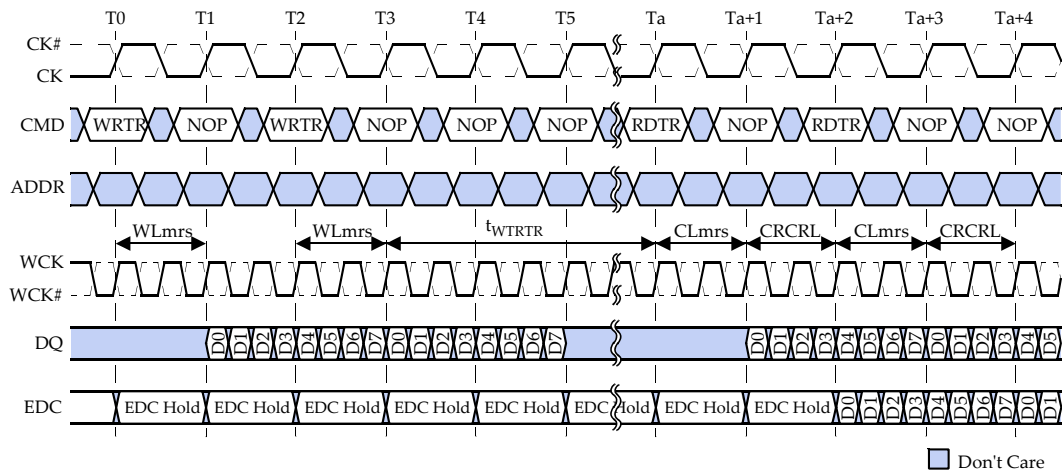 T0 T1 T2 T3 T4 T5 Ta Ta+1 Ta+2 Ta+3 Ta+4
CK#
CK
CMD WRTR NOP WRTR NOP NOP NOP RDTR NOP RDTR NOP NOP
ADDR
WLmrs WLmrs tWTRTR CLmrs CRCRL CLmrs CRCRL
WCK
WCK#
DQ D0 D1 D2 D3 D4 D5 D6 D7 D0 D1 D2 D3 D4 D5 D6 D7 D0 D1 D2 D3 D4 D5 D6 D7 D0 D1 D2 D3 D4 D5
EDC EDC Hold EDC Hold EDC Hold EDC Hold EDC Hold EDC Hold EDC Hold EDC Hold D0 D1 D2 D3 D4 D5 D6 D7 D0 D1
Don't Care